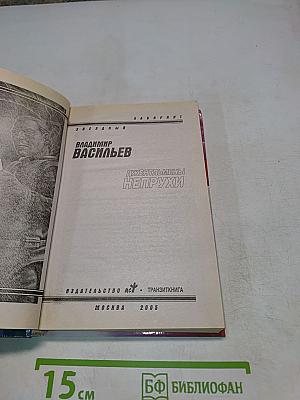 ЗВЕЗДНЫЙ ЛАБИРИНТ
ВЛАДИМИР
ВАСИЛЬЕВ
ДЖЕНТЛЬМЕНЫ
НЕПРУХИ
ИЗДАТЕЛЬСТВО АСТ • ТРАНЗИТКНИГА
МОСКВА 2005
15 см
БФ БИБЛИОФАН